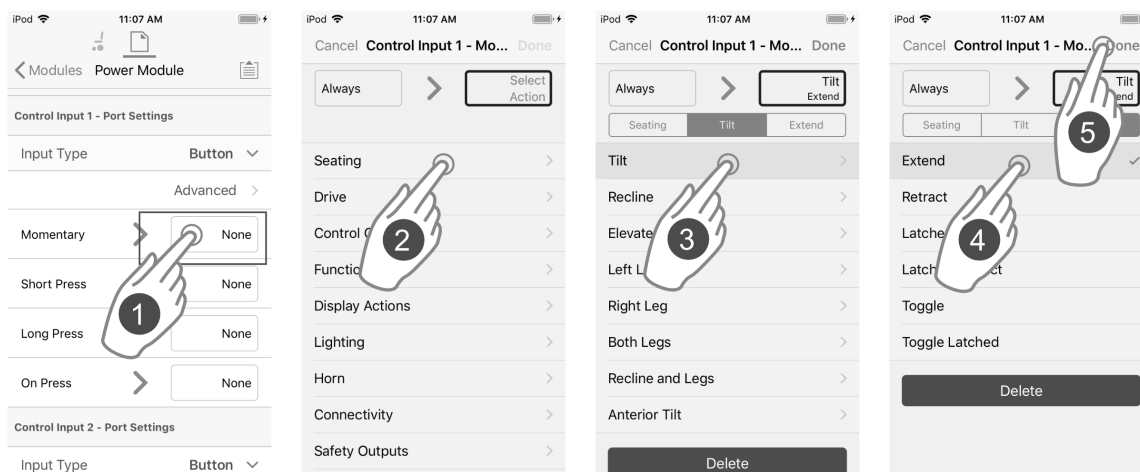 iPod 11:07 AM
Modules Power Module
Control Input 1 - Port Settings
Input Type Button
Advanced
Momentary None
Short Press None
Long Press None
On Press None
Control Input 2 - Port Settings
Input Type Button
1
iPod 11:07 AM
Cancel Control Input 1 - Mo... Done
Always Select
Action
Seating
Drive
Control
Display Actions
Lighting
Horn
Connectivity
Safety Outputs
2
iPod 11:07 AM
Cancel Control Input 1 - Mo... Done
Always Tilt
Extend
Seating Tilt Extend
Tilt
Recline
Elevate
Left
Right Leg
Both Legs
Recline and Legs
Anterior Tilt
Delete
3
iPod 11:07 AM
Cancel Control Input 1 - Mo...
Always Tilt
Seating Tilt
Extend
Retract
Toggle
Toggle Latched
Delete
4
5